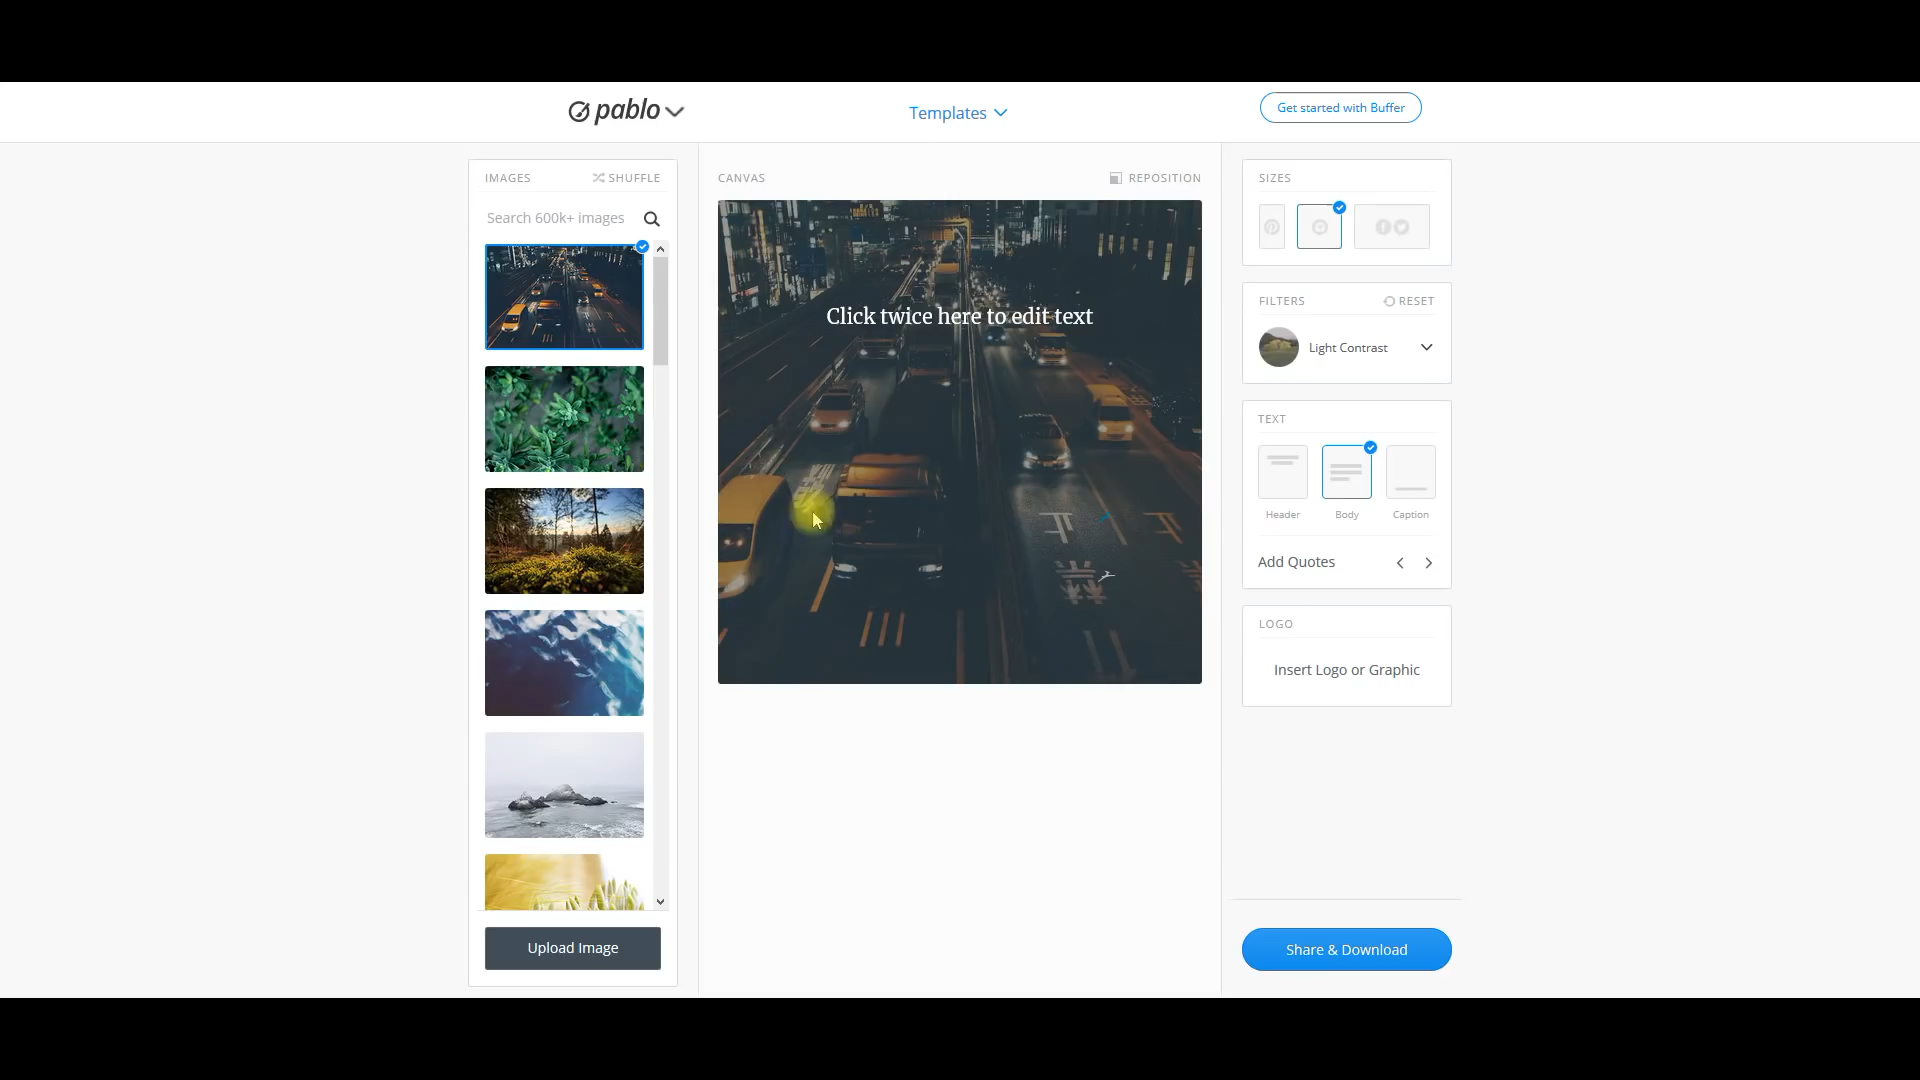 pablo
Templates
Get started with Buffer
IMAGES
SHUFFLE
Search 600k+ images
Upload Image
CANVAS
REPOSITION
Click twice here to edit text
SIZES
FILTERS
RESET
Light Contrast
TEXT
Header
Body
Caption
Add Quotes
LOGO
Insert Logo or Graphic
Share & Download